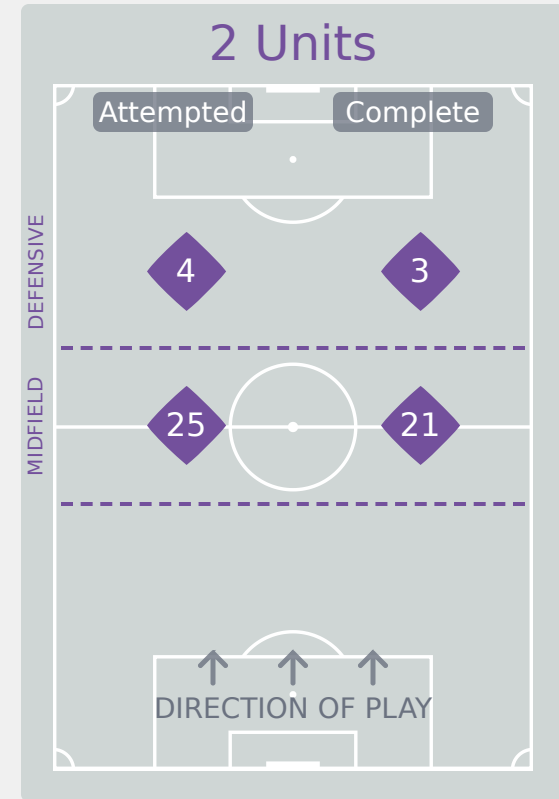 2 Units
Attempted Complete
DEFENSIVE
4 3
MIDFIELD
25 21
DIRECTION OF PLAY